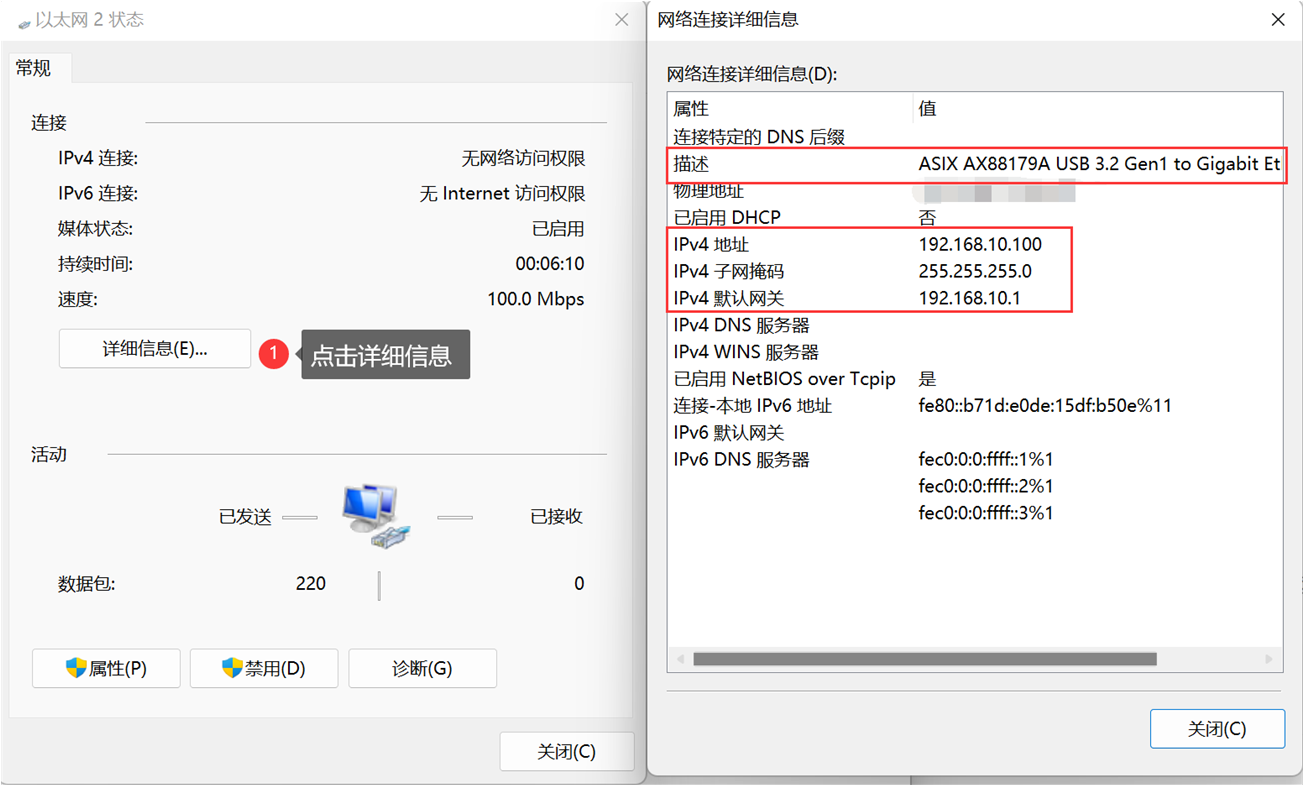 以太网 2 状态
常规
连接
IPv4 连接: 无网络访问权限
IPv6 连接: 无 Internet 访问权限
媒体状态: 已启用
持续时间: 00:06:10
速度: 100.0 Mbps
详细信息(E)...
1
点击详细信息
活动
已发送 已接收
数据包: 220 0
属性(P) 禁用(D) 诊断(G)
关闭(C)
网络连接详细信息
网络连接详细信息(D):
属性 值
连接特定的 DNS 后缀
描述 ASIX AX88179A USB 3.2 Gen1 to Gigabit Et
物理地址
已启用 DHCP 否
IPv4 地址 192.168.10.100
IPv4 子网掩码 255.255.255.0
IPv4 默认网关 192.168.10.1
IPv4 DNS 服务器
IPv4 WINS 服务器
已启用 NetBIOS over Tcpip 是
连接-本地 IPv6 地址 fe80::b71d:e0de:15df:b50e%11
IPv6 默认网关
IPv6 DNS 服务器 fec0:0:0:ffff::1%1
fec0:0:0:ffff::2%1
fec0:0:0:ffff::3%1
关闭(C)